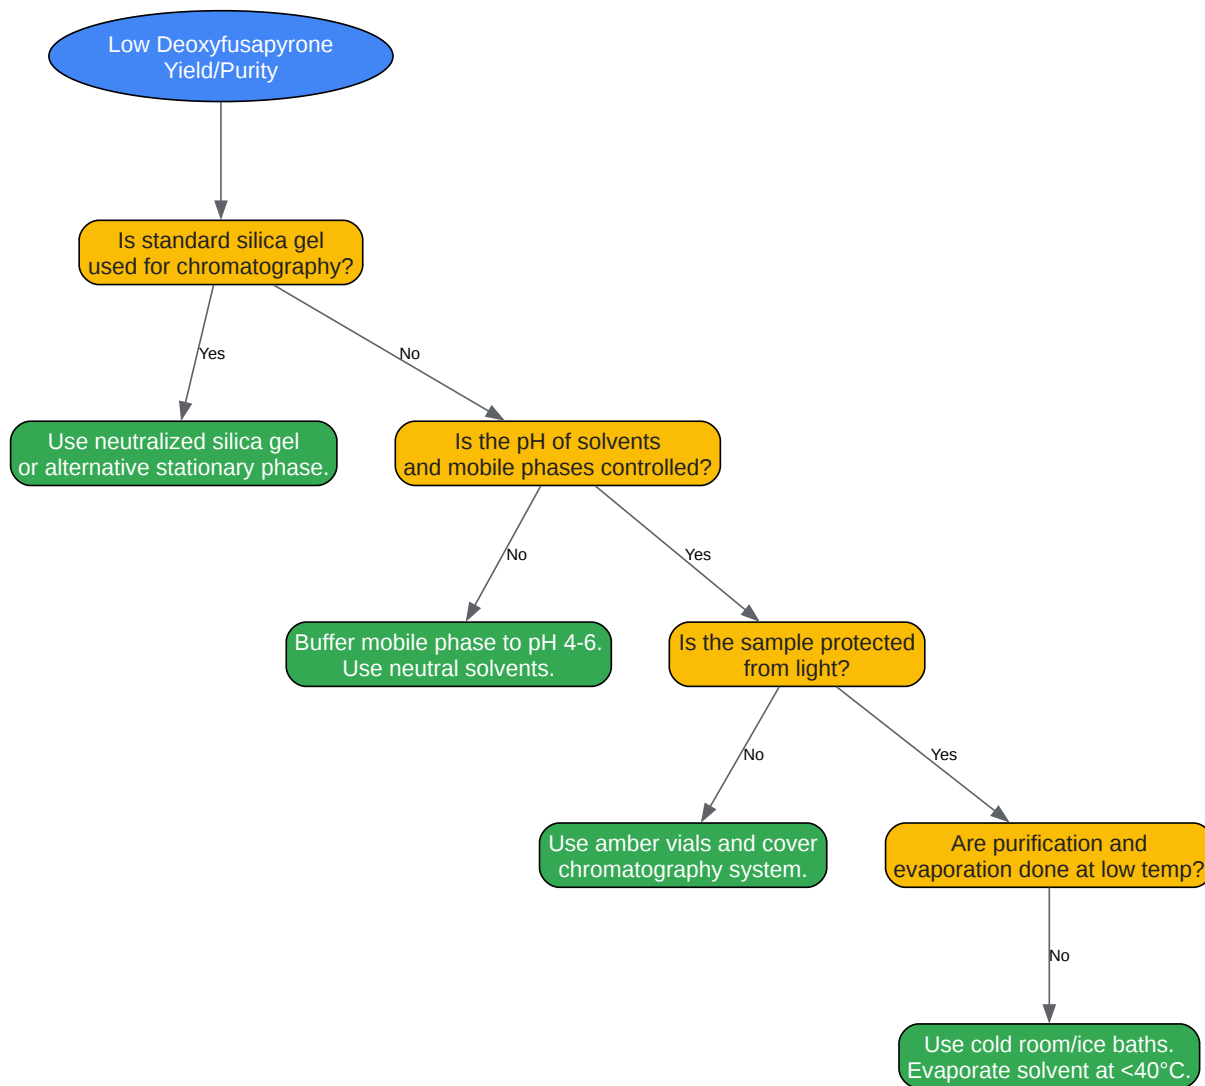 Low Deoxyfusapyrone
Yield/Purity
Is standard silica gel
used for chromatography?
Yes
No
Use neutralized silica gel
or alternative stationary phase.
Is the pH of solvents
and mobile phases controlled?
No
Yes
Buffer mobile phase to pH 4-6.
Use neutral solvents.
Is the sample protected
from light?
No
Yes
Use amber vials and cover
chromatography system.
Are purification and
evaporation done at low temp?
No
Use cold room/ice baths.
Evaporate solvent at <40°C.